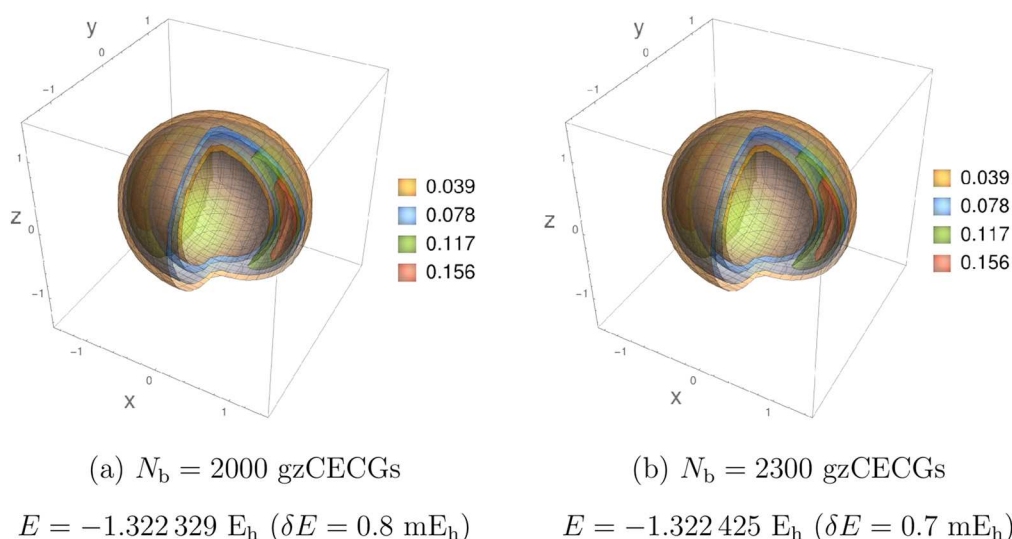 y
1
0
-1
1
z
0
-1
-1
0
x
1
0.039
0.078
0.117
0.156
(a) N_b = 2000 gzCECGs
E = −1.322 329 E_h (δE = 0.8 mE_h)
y
1
0
-1
1
z
0
-1
-1
0
x
1
0.039
0.078
0.117
0.156
(b) N_b = 2300 gzCECGs
E = −1.322 425 E_h (δE = 0.7 mE_h)